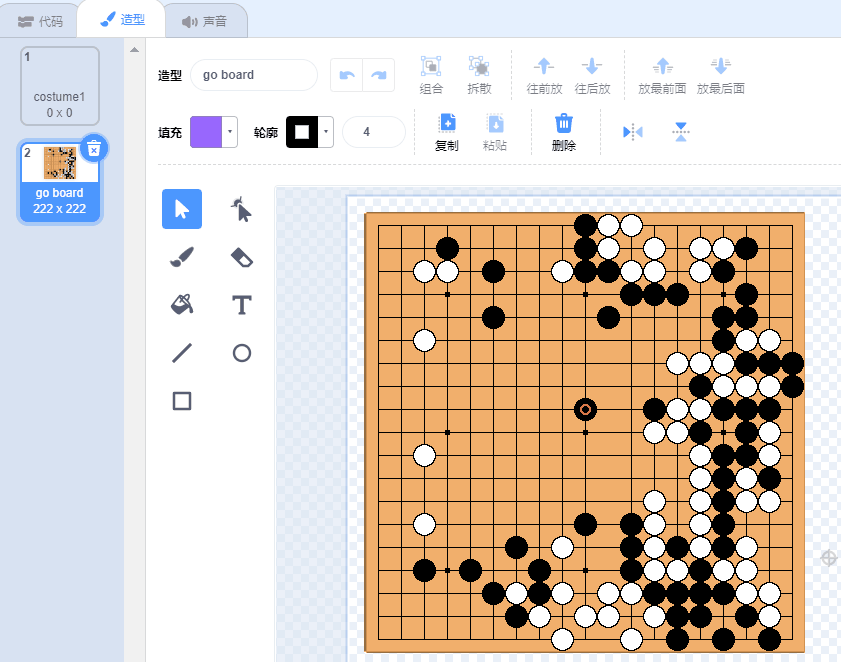 代码
造型
声音
1
costume1
0 x 0
2
go board
222 x 222
造型
go board
组合
拆散
往前放
往后放
放最前面
放最后面
填充
轮廓
4
复制
粘贴
删除
T